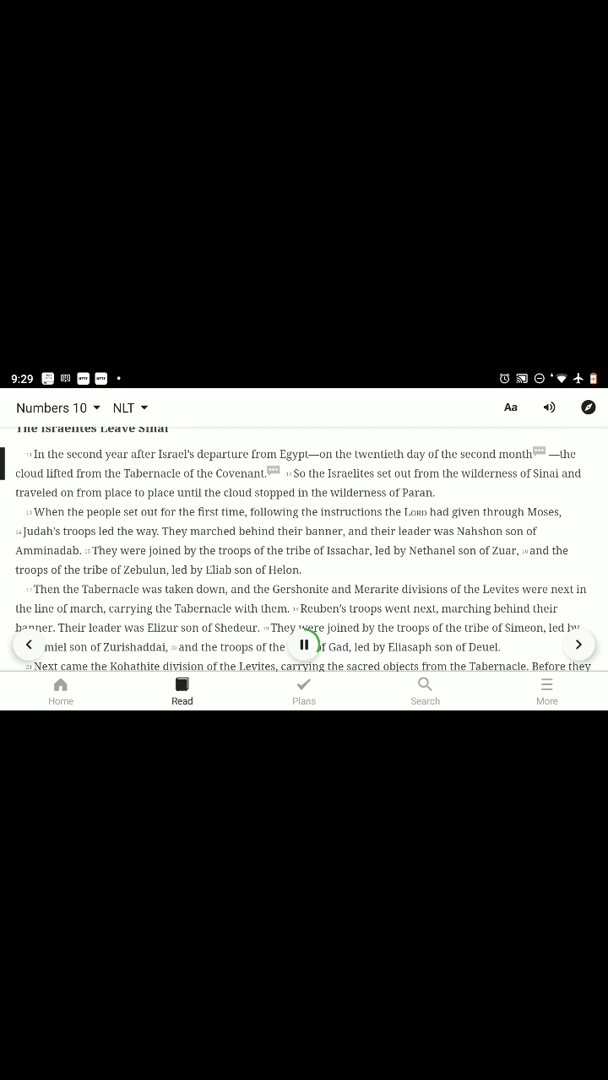 9:29
Numbers 10 NLT Aa
The Israelites Leave Sinai
11 In the second year after Israel's departure from Egypt—on the twentieth day of the second month —the
cloud lifted from the Tabernacle of the Covenant. 12 So the Israelites set out from the wilderness of Sinai and
traveled on from place to place until the cloud stopped in the wilderness of Paran.
13 When the people set out for the first time, following the instructions the LORD had given through Moses,
14 Judah's troops led the way. They marched behind their banner, and their leader was Nahshon son of
Amminadab. 15 They were joined by the troops of the tribe of Issachar, led by Nethanel son of Zuar, 16 and the
troops of the tribe of Zebulun, led by Eliab son of Helon.
17 Then the Tabernacle was taken down, and the Gershonite and Merarite divisions of the Levites were next in
the line of march, carrying the Tabernacle with them. 18 Reuben's troops went next, marching behind their
banner. Their leader was Elizur son of Shedeur. 19 They were joined by the troops of the tribe of Simeon, led by
miel son of Zurishaddai, 20 and the troops of the of Gad, led by Eliasaph son of Deuel.
21 Next came the Kohathite division of the Levites, carrying the sacred objects from the Tabernacle. Before they
Home Read Plans Search More